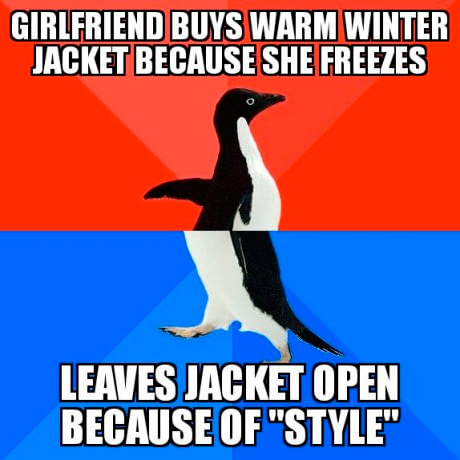 GIRLFRIEND BUYS WARM WINTER
JACKET BECAUSE SHE FREEZES
LEAVES JACKET OPEN
BECAUSE OF "STYLE"